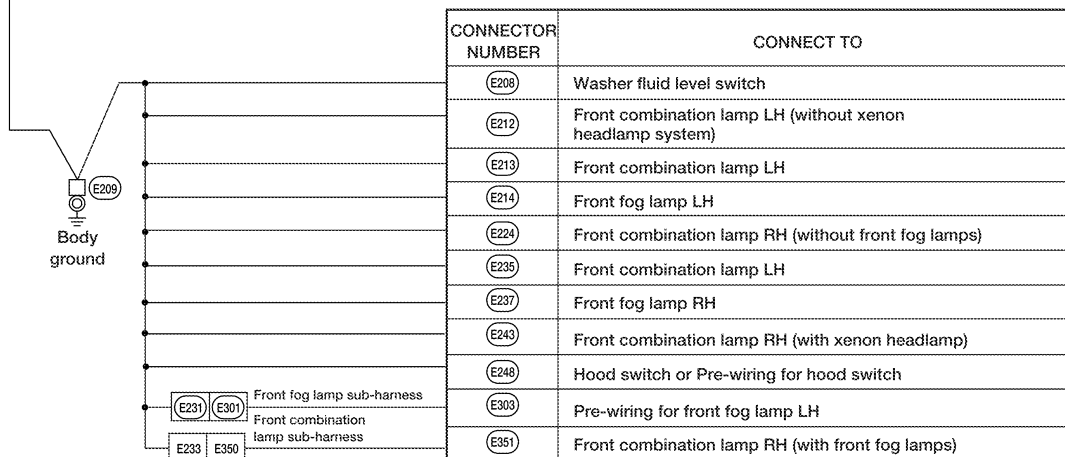 CONNECTOR NUMBER CONNECT TO
E208 Washer fluid level switch
E212 Front combination lamp LH (without xenon
headlamp system)
E213 Front combination lamp LH
E209
E214 Front fog lamp LH
Body
ground
E224 Front combination lamp RH (without front fog lamps)
E235 Front combination lamp LH
E237 Front fog lamp RH
E243 Front combination lamp RH (with xenon headlamp)
E248 Hood switch or Pre-wiring for hood switch
E231 E301 Front fog lamp sub-harness
E303 Pre-wiring for front fog lamp LH
Front combination
lamp sub-harness
E233 E350
E351 Front combination lamp RH (with front fog lamps)